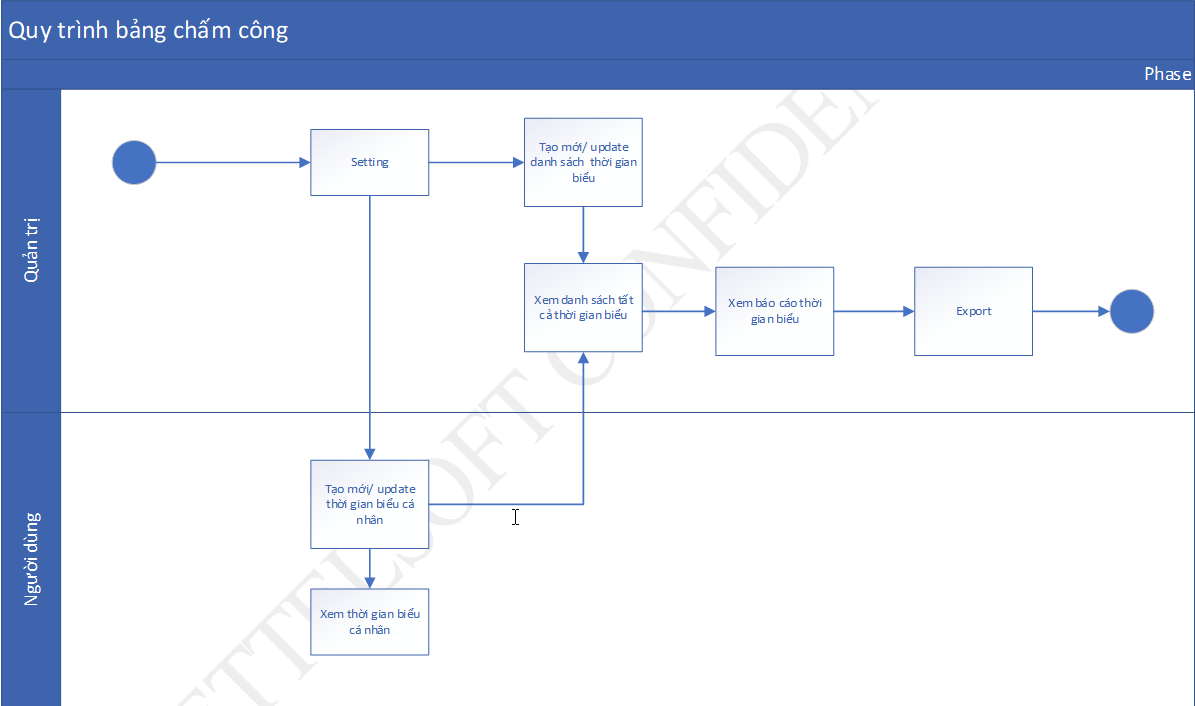 Quy trình bảng chấm công
Phase
Quản trị
Setting
Tạo mới/ update
danh sách thời gian
biểu
Xem danh sách tất
cả thời gian biểu
Xem báo cáo thời
gian biểu
Export
Người dùng
Tạo mới/ update
thời gian biểu cá
nhân
Xem thời gian biểu
cá nhân